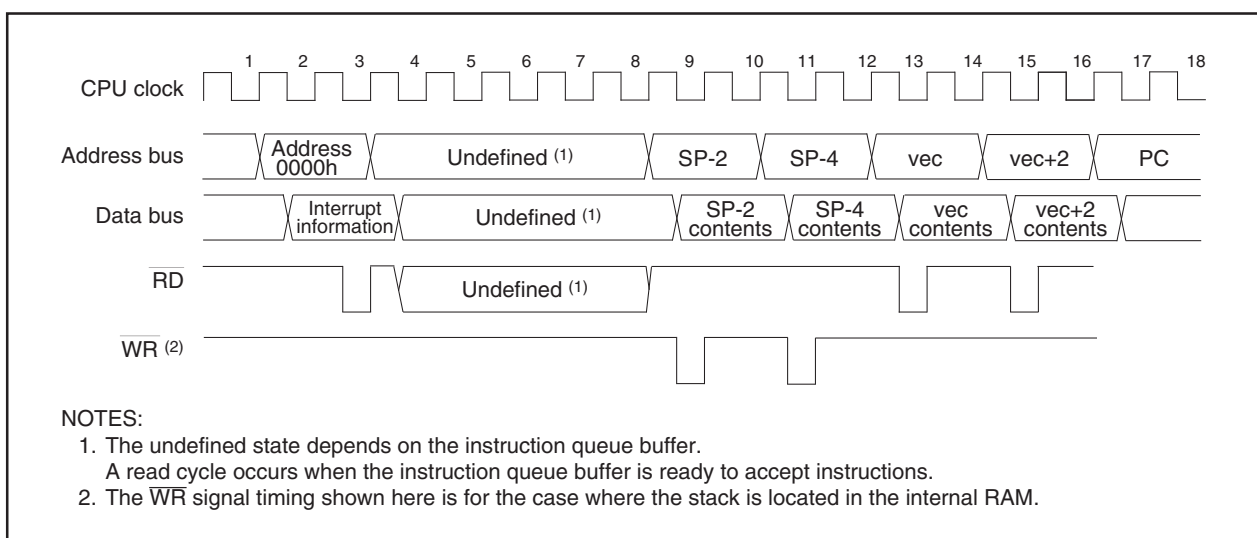 1 2 3 4 5 6 7 8 9 10 11 12 13 14 15 16 17 18
CPU clock
Address bus Address 0000h Undefined (1) SP-2 SP-4 vec vec+2 PC
Data bus Interrupt information Undefined (1) SP-2 contents SP-4 contents vec contents vec+2 contents
RD Undefined (1)
WR (2)
NOTES:
1. The undefined state depends on the instruction queue buffer.
A read cycle occurs when the instruction queue buffer is ready to accept instructions.
2. The WR signal timing shown here is for the case where the stack is located in the internal RAM.